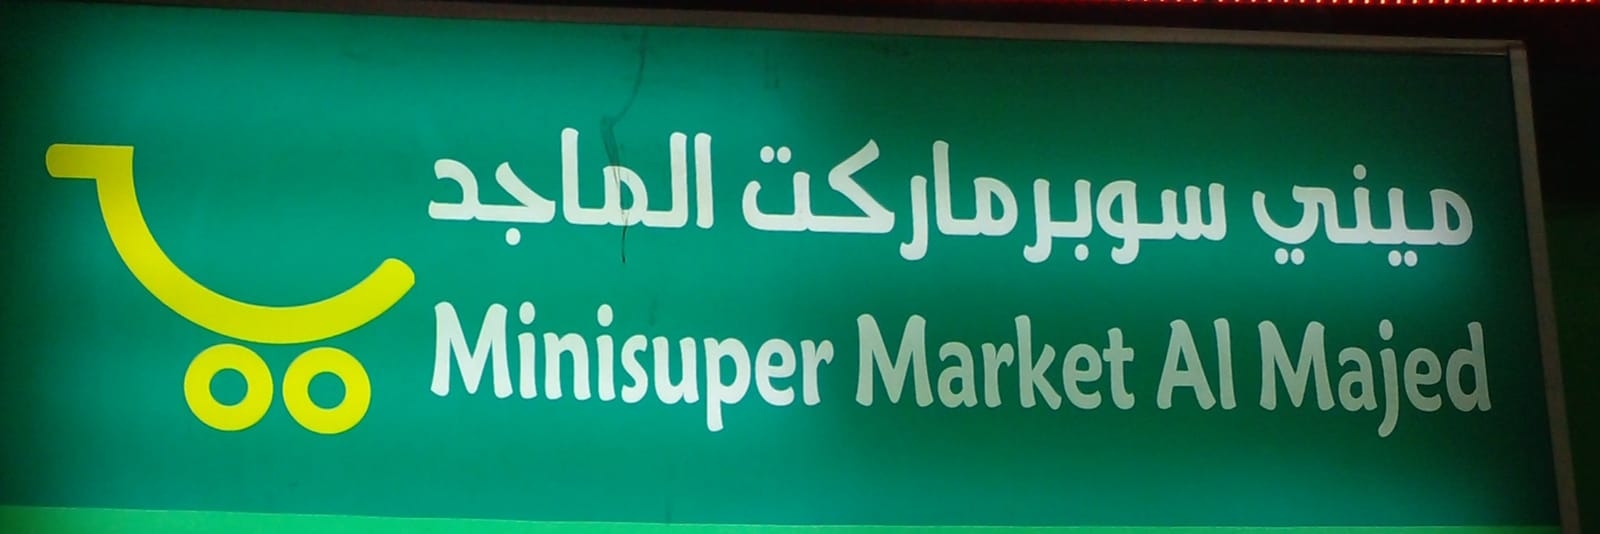 ميني سوبرماركت الماجد
Minisuper Market Al Majed